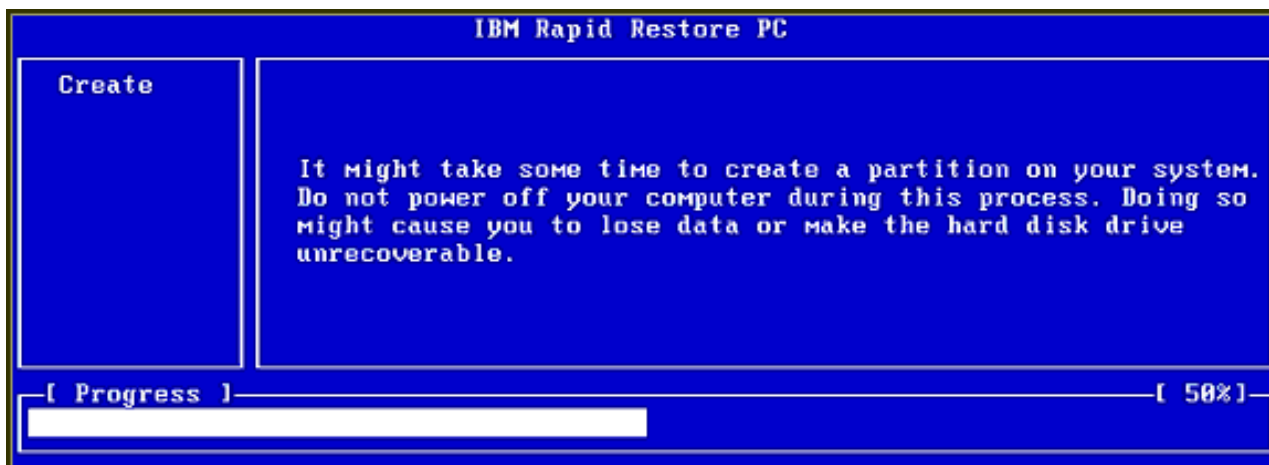 IBM Rapid Restore PC
Create
It might take some time to create a partition on your system.
Do not power off your computer during this process. Doing so
might cause you to lose data or make the hard disk drive
unrecoverable.
[ Progress ]
[ 50%]